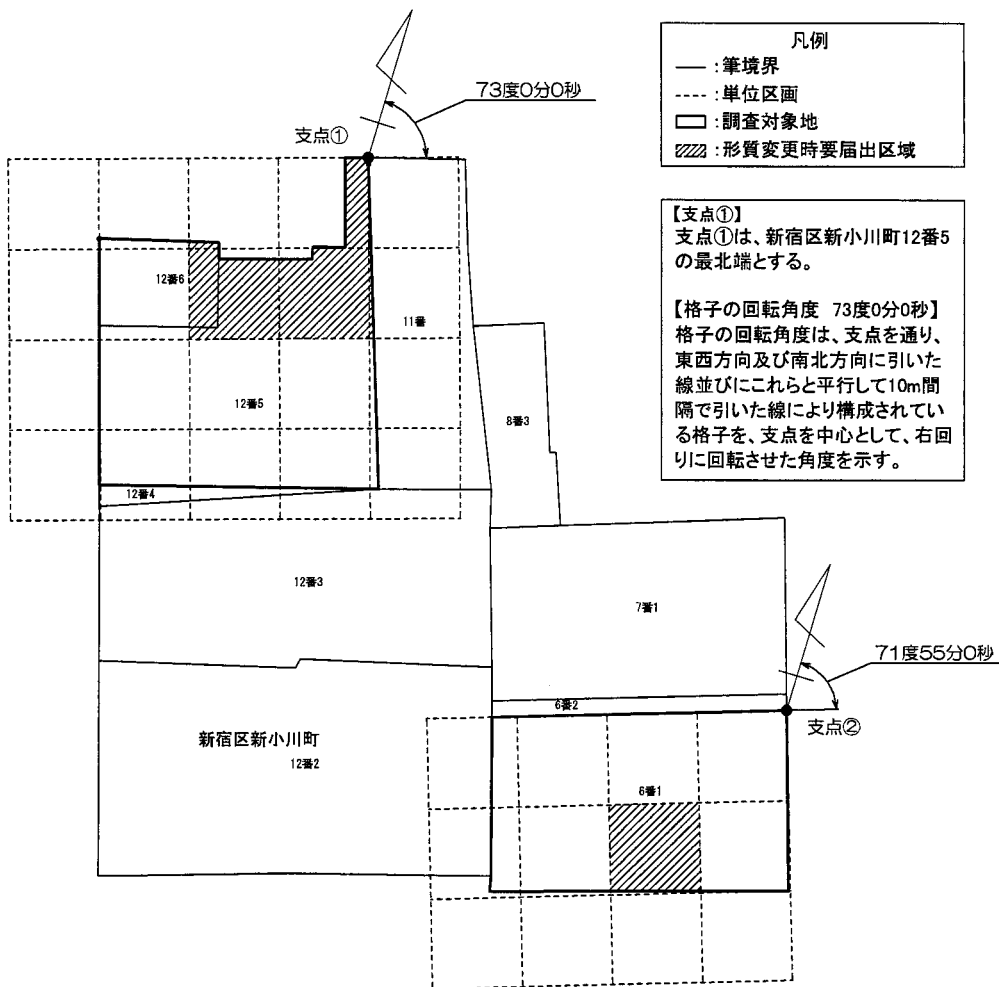 凡例
― : 筆境界
---- : 単位区画
: 調査対象地
: 形質変更時要届出区域
73度0分0秒
支点①
【支点①】
支点①は、新宿区新小川町12番5
の最北端とする。
【格子の回転角度 73度0分0秒】
格子の回転角度は、支点を通り、
東西方向及び南北方向に引いた
線並びにこれらと平行して10m間
隔で引いた線により構成されてい
る格子を、支点を中心として、右回
りに回転させた角度を示す。
12番6
11番
12番5
8番3
12番4
12番3
7番1
71度55分0秒
6番2
支点②
新宿区新小川町
12番2
6番1